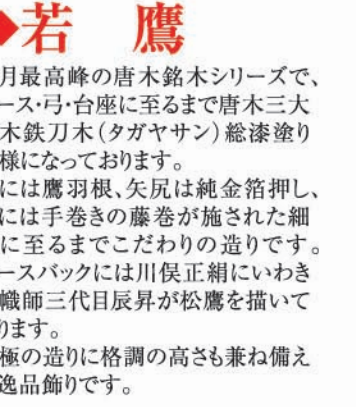 ◆若 鷹
月最高峰の唐木銘木シリーズで、
ース・弓・台座に至るまで唐木三大
木鉄刀木(タガヤサン)総漆塗り
様になっております。
には鷹羽根、矢尻は純金箔押し、
には手巻きの藤巻が施された細
に至るまでこだわりの造りです。
ースバックには川俣正絹にいわき
幟師三代目辰昇が松鷹を描いて
ります。
極の造りに格調の高さも兼ね備え
逸品飾りです。